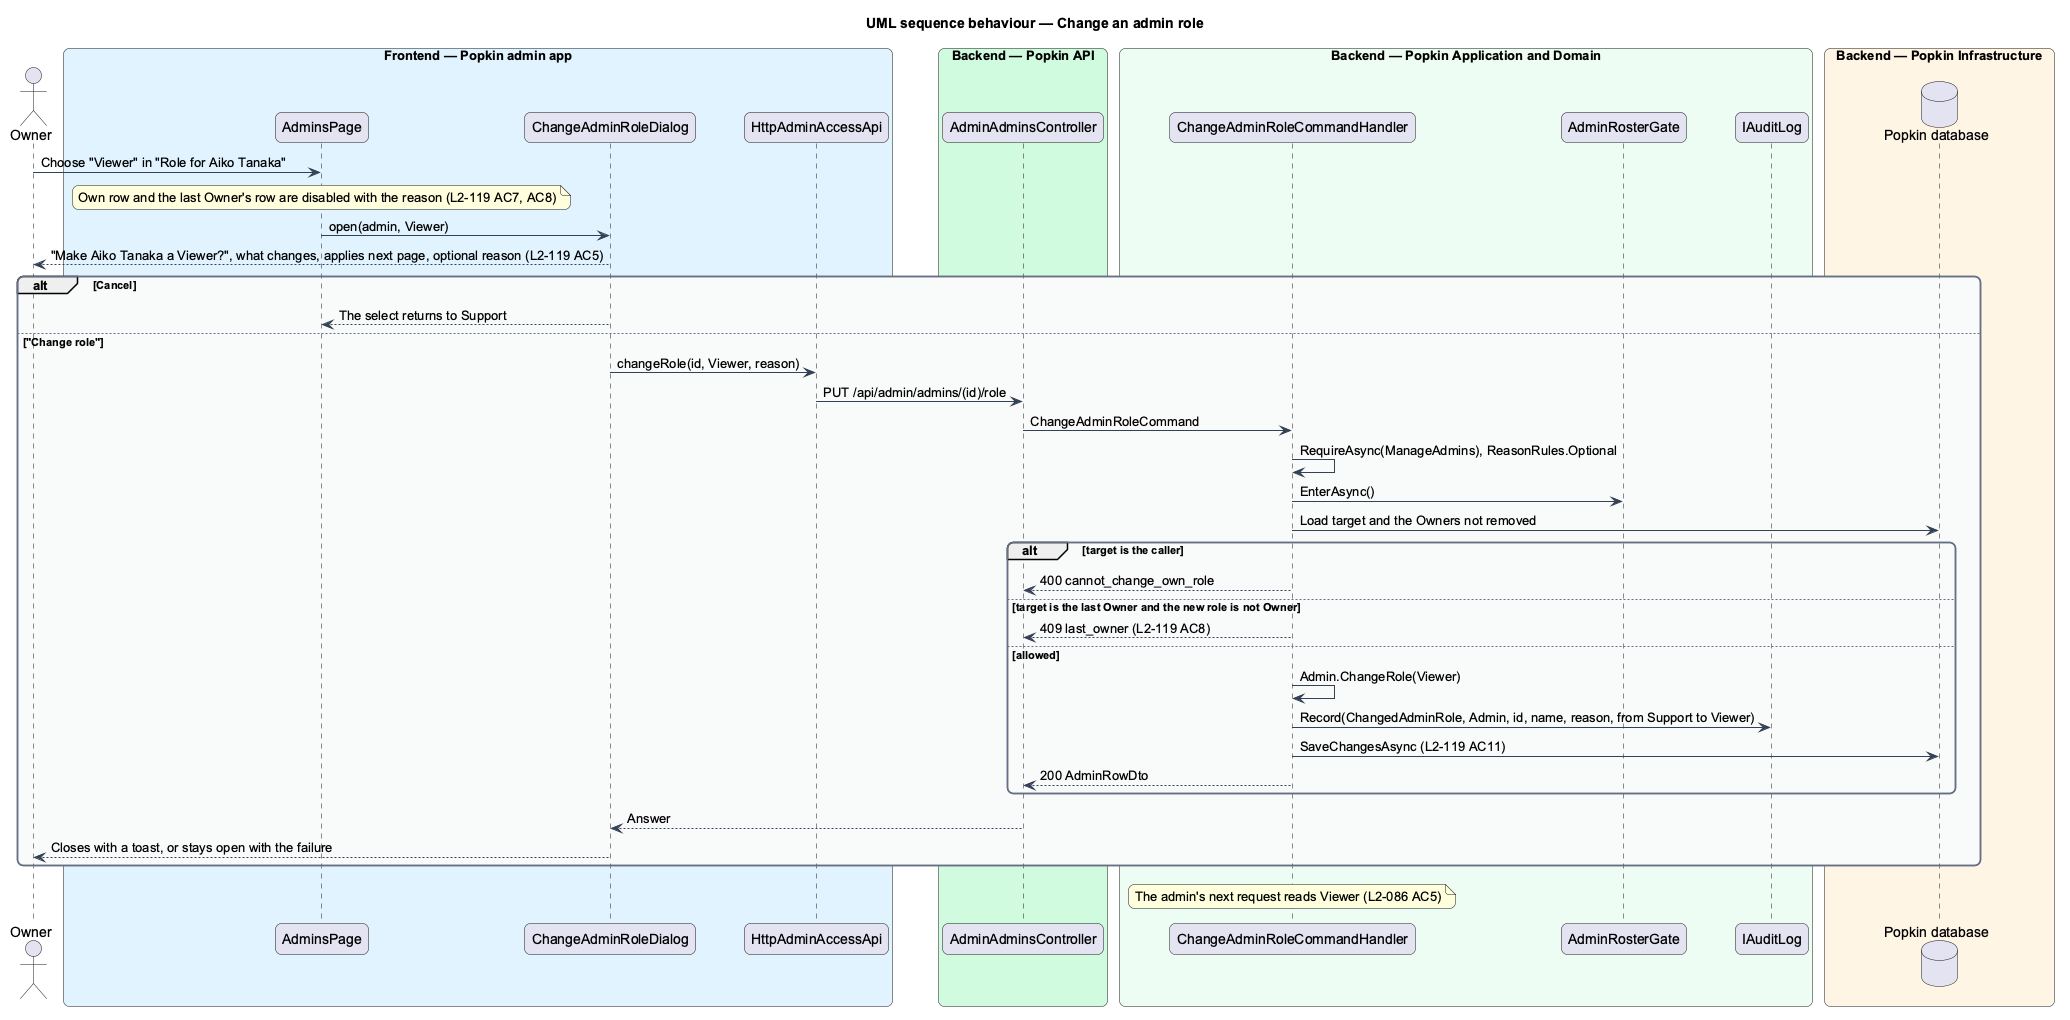 UML sequence behaviour — Change an admin role
Frontend — Popkin admin app
Backend — Popkin API
Backend — Popkin Application and Domain
Backend — Popkin Infrastructure
Owner
AdminsPage
ChangeAdminRoleDialog
HttpAdminAccessApi
AdminAdminsController
ChangeAdminRoleCommandHandler
AdminRosterGate
IAuditLog
Popkin database
Choose "Viewer" in "Role for Aiko Tanaka"
Own row and the last Owner's row are disabled with the reason (L2-119 AC7, AC8)
open(admin, Viewer)
"Make Aiko Tanaka a Viewer?", what changes, applies next page, optional reason (L2-119 AC5)
alt
[Cancel]
The select returns to Support
["Change role"]
changeRole(id, Viewer, reason)
PUT /api/admin/admins/(id)/role
ChangeAdminRoleCommand
RequireAsync(ManageAdmins), ReasonRules.Optional
EnterAsync()
Load target and the Owners not removed
alt
[target is the caller]
400 cannot_change_own_role
[target is the last Owner and the new role is not Owner]
409 last_owner (L2-119 AC8)
[allowed]
Admin.ChangeRole(Viewer)
Record(ChangedAdminRole, Admin, id, name, reason, from Support to Viewer)
SaveChangesAsync (L2-119 AC11)
200 AdminRowDto
Answer
Closes with a toast, or stays open with the failure
The admin's next request reads Viewer (L2-086 AC5)
Owner
AdminsPage
ChangeAdminRoleDialog
HttpAdminAccessApi
AdminAdminsController
ChangeAdminRoleCommandHandler
AdminRosterGate
IAuditLog
Popkin database